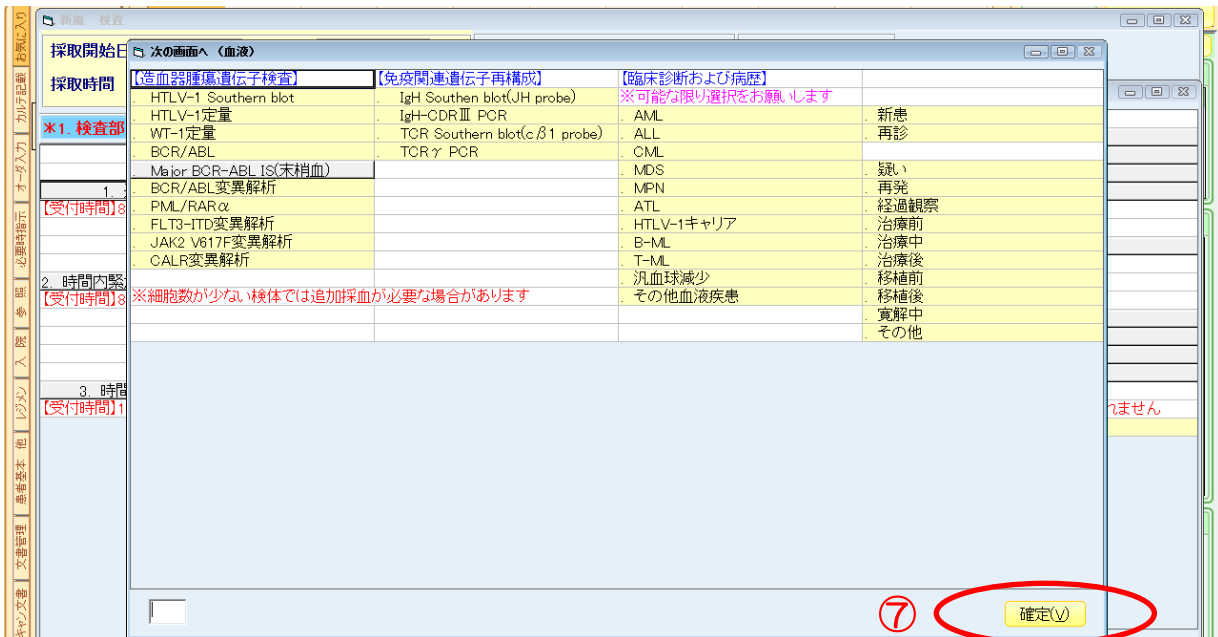 新規 検査
採取開始日
採取時間
*1. 検査部
1.
【受付時間】8
2. 時間内緊
【受付時間】8
3. 時間
【受付時間】1
れません
お気に入り
カルテ記載
オーダ入力
必要時指示
参 照
入 院
レジメン
患者基本 他
文書管理
キャン文書
次の画面へ (血液)
【造血器腫瘍遺伝子検査】
. HTLV-1 Southern blot
. HTLV-1定量
. WT-1定量
. BCR/ABL
. Major BCR-ABL IS(末梢血)
. BCR/ABL変異解析
. PML/RARα
. FLT3-ITD変異解析
. JAK2 V617F変異解析
. CALR変異解析
※細胞数が少ない検体では追加採血が必要な場合があります
【免疫関連遺伝子再構成】
. IgH Southen blot(JH probe)
. IgH-CDRⅢ PCR
. TCR Southern blot(cβ1 probe)
. TCRγ PCR
【臨床診断および病歴】
※可能な限り選択をお願いします
. AML
. ALL
. CML
. MDS
. MPN
. ATL
. HTLV-1キャリア
. B-ML
. T-ML
. 汎血球減少
. その他血液疾患
. 新患
. 再診
. 疑い
. 再発
. 経過観察
. 治療前
. 治療中
. 治療後
. 移植前
. 移植後
. 寛解中
. その他
⑦
確定(V)